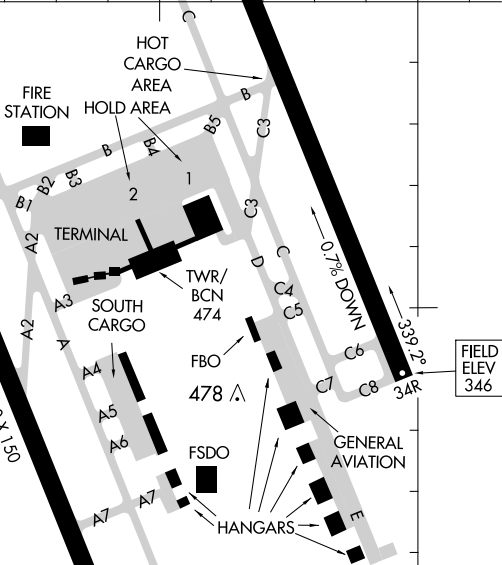 C
HOT
CARGO
AREA
FIRE
STATION
HOLD AREA
B
B5
C3
B4
B
B3
B2
B1
1
2
C3
A2
TERMINAL
C
D
0.7% DOWN
TWR/
BCN
474
C4
C5
A3
SOUTH
CARGO
A2
A
339.2°
C6
FBO
A4
FIELD
ELEV
346
C7
C8
34R
478
A5
A6
GENERAL
AVIATION
X 150
FSDO
A7
A7
HANGARS
E